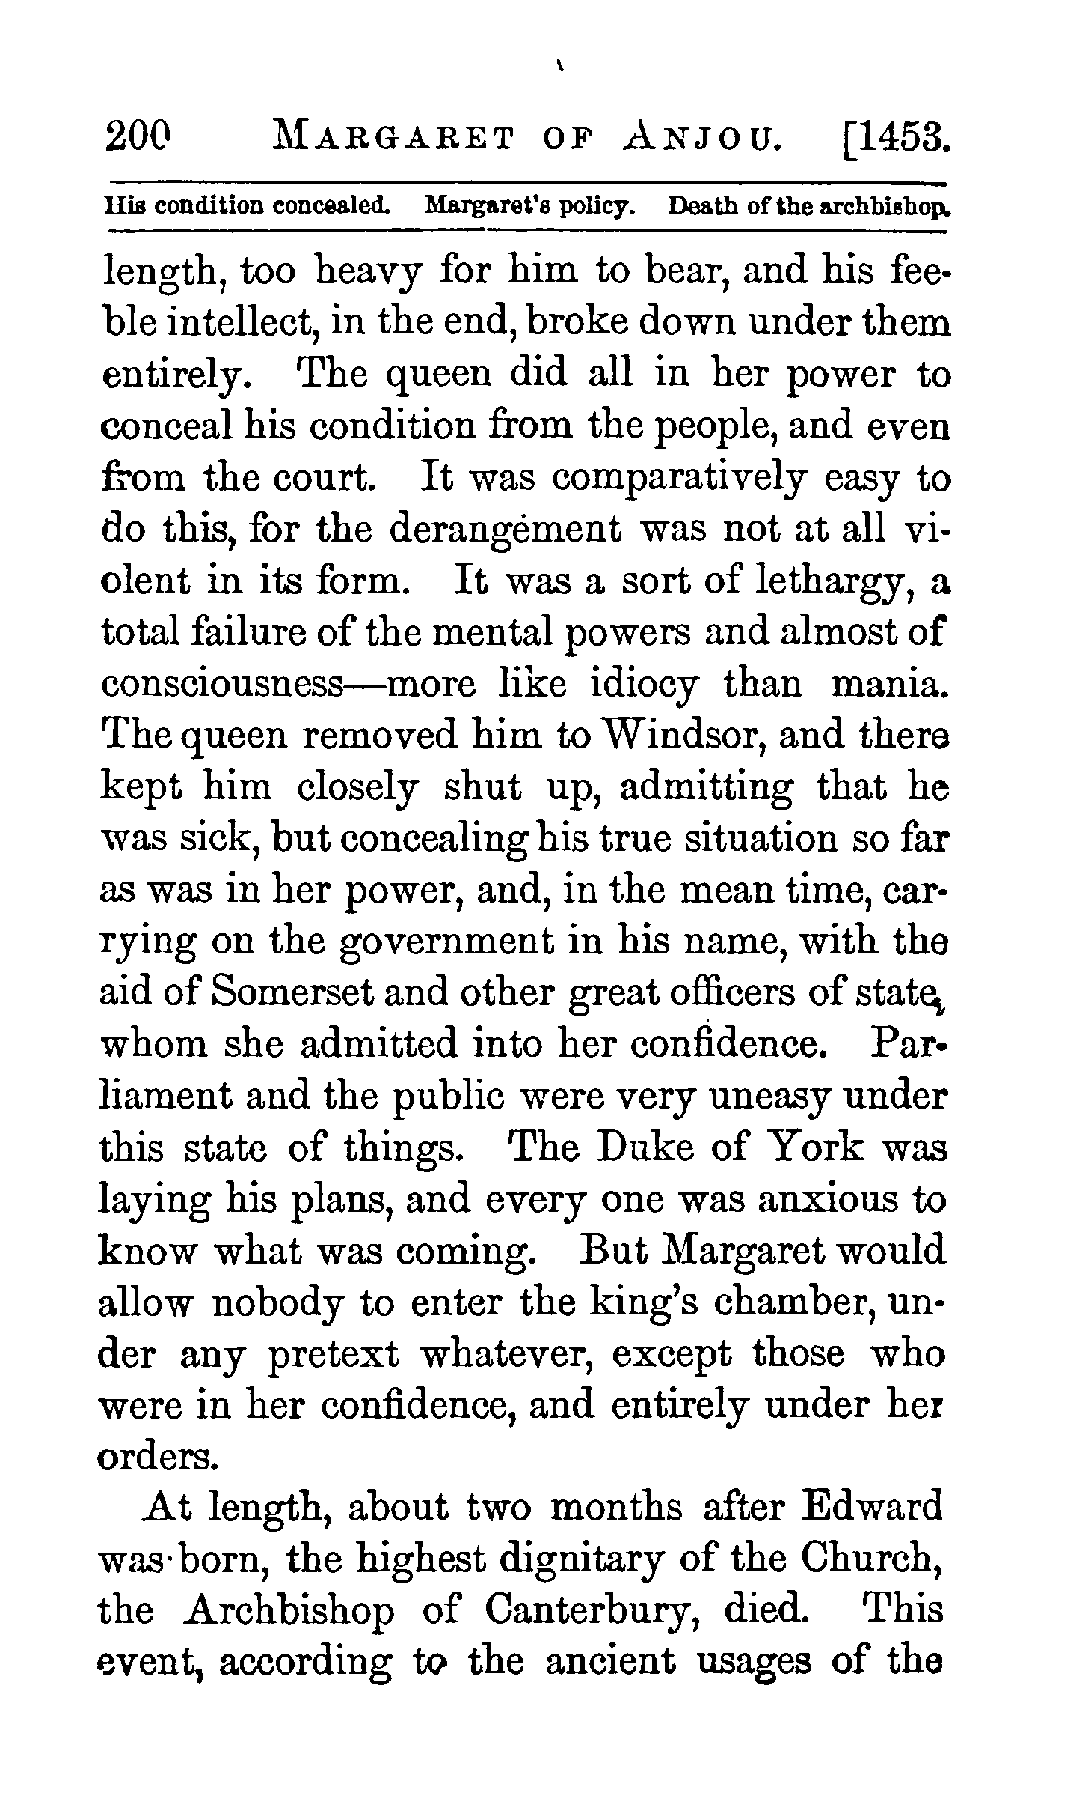 200 MARGARET OF ANJOU. [1453.
His condition concealed. Margaret's policy. Death of the archbishop.
length, too heavy for him to bear, and his fee-
ble intellect, in the end, broke down under them
entirely. The queen did all in her power to
conceal his condition from the people, and even
from the court. It was comparatively easy to
do this, for the derangement was not at all vi-
olent in its form. It was a sort of lethargy, a
total failure of the mental powers and almost of
consciousness—more like idiocy than mania.
The queen removed him to Windsor, and there
kept him closely shut up, admitting that he
was sick, but concealing his true situation so far
as was in her power, and, in the mean time, car-
rying on the government in his name, with the
aid of Somerset and other great officers of state,
whom she admitted into her confidence. Par-
liament and the public were very uneasy under
this state of things. The Duke of York was
laying his plans, and every one was anxious to
know what was coming. But Margaret would
allow nobody to enter the king's chamber, un-
der any pretext whatever, except those who
were in her confidence, and entirely under her
orders.
At length, about two months after Edward
was born, the highest dignitary of the Church,
the Archbishop of Canterbury, died. This
event, according to the ancient usages of the